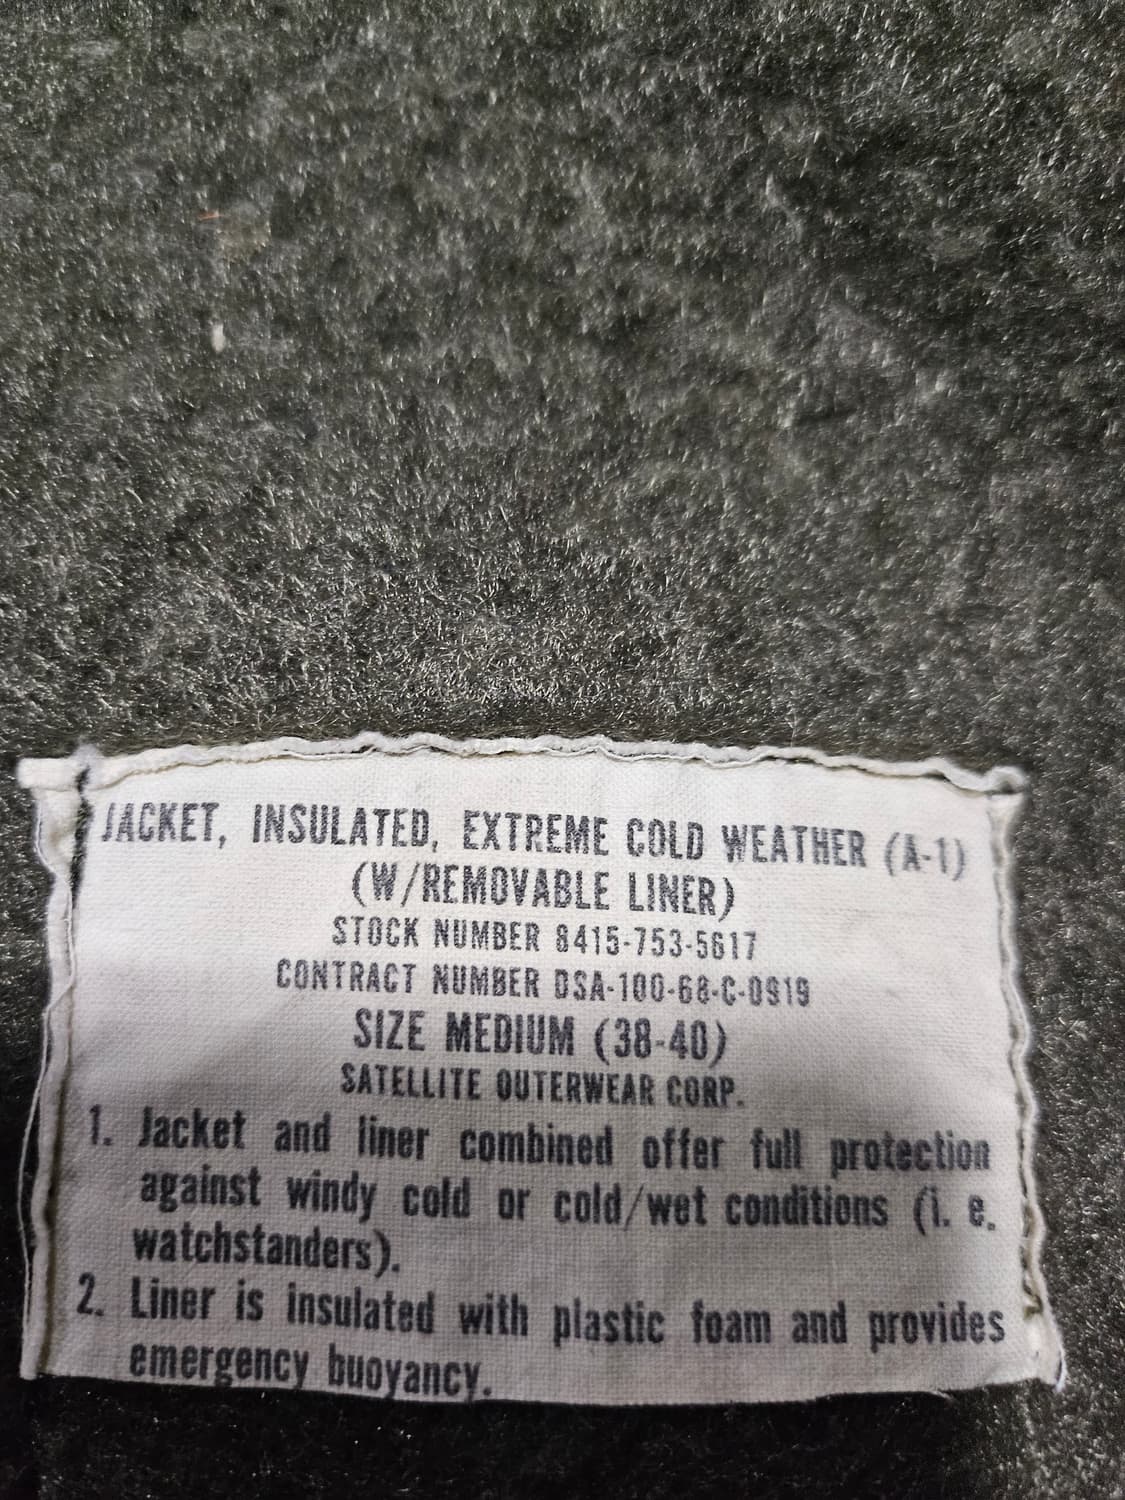 JACKET, INSULATED, EXTREME COLD WEATHER (A-1)
(W/REMOVABLE LINER)
STOCK NUMBER 8415-753-5617
CONTRACT NUMBER DSA-100-68-C-0919
SIZE MEDIUM (38-40)
SATELLITE OUTERWEAR CORP.
1. Jacket and liner combined offer full protection
against windy cold or cold/wet conditions (i. e.
watchstanders).
2. Liner is insulated with plastic foam and provides
emergency buoyancy.